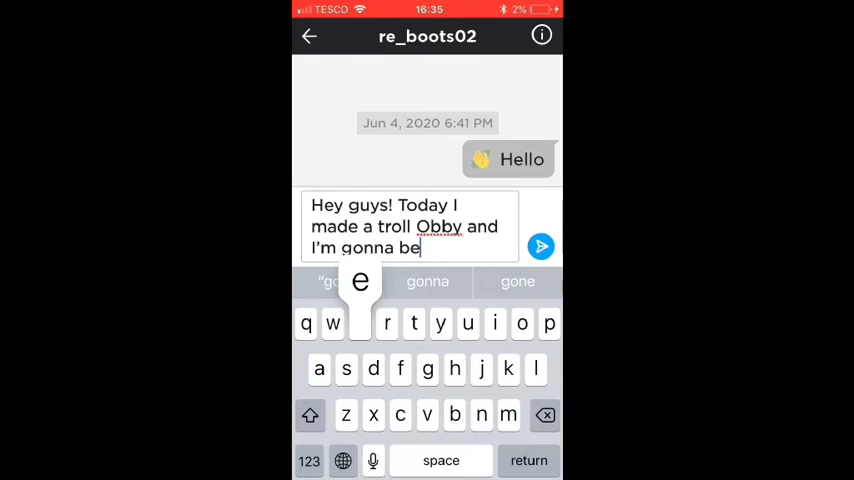 TESCO 16:35 2%
re_boots02
Jun 4, 2020 6:41 PM
👋 Hello
Hey guys! Today I
made a troll Obby and
I'm gonna be
gonna gone
e
q w r t y u i o p
a s d f g h j k l
z x c v b n m
123 space return